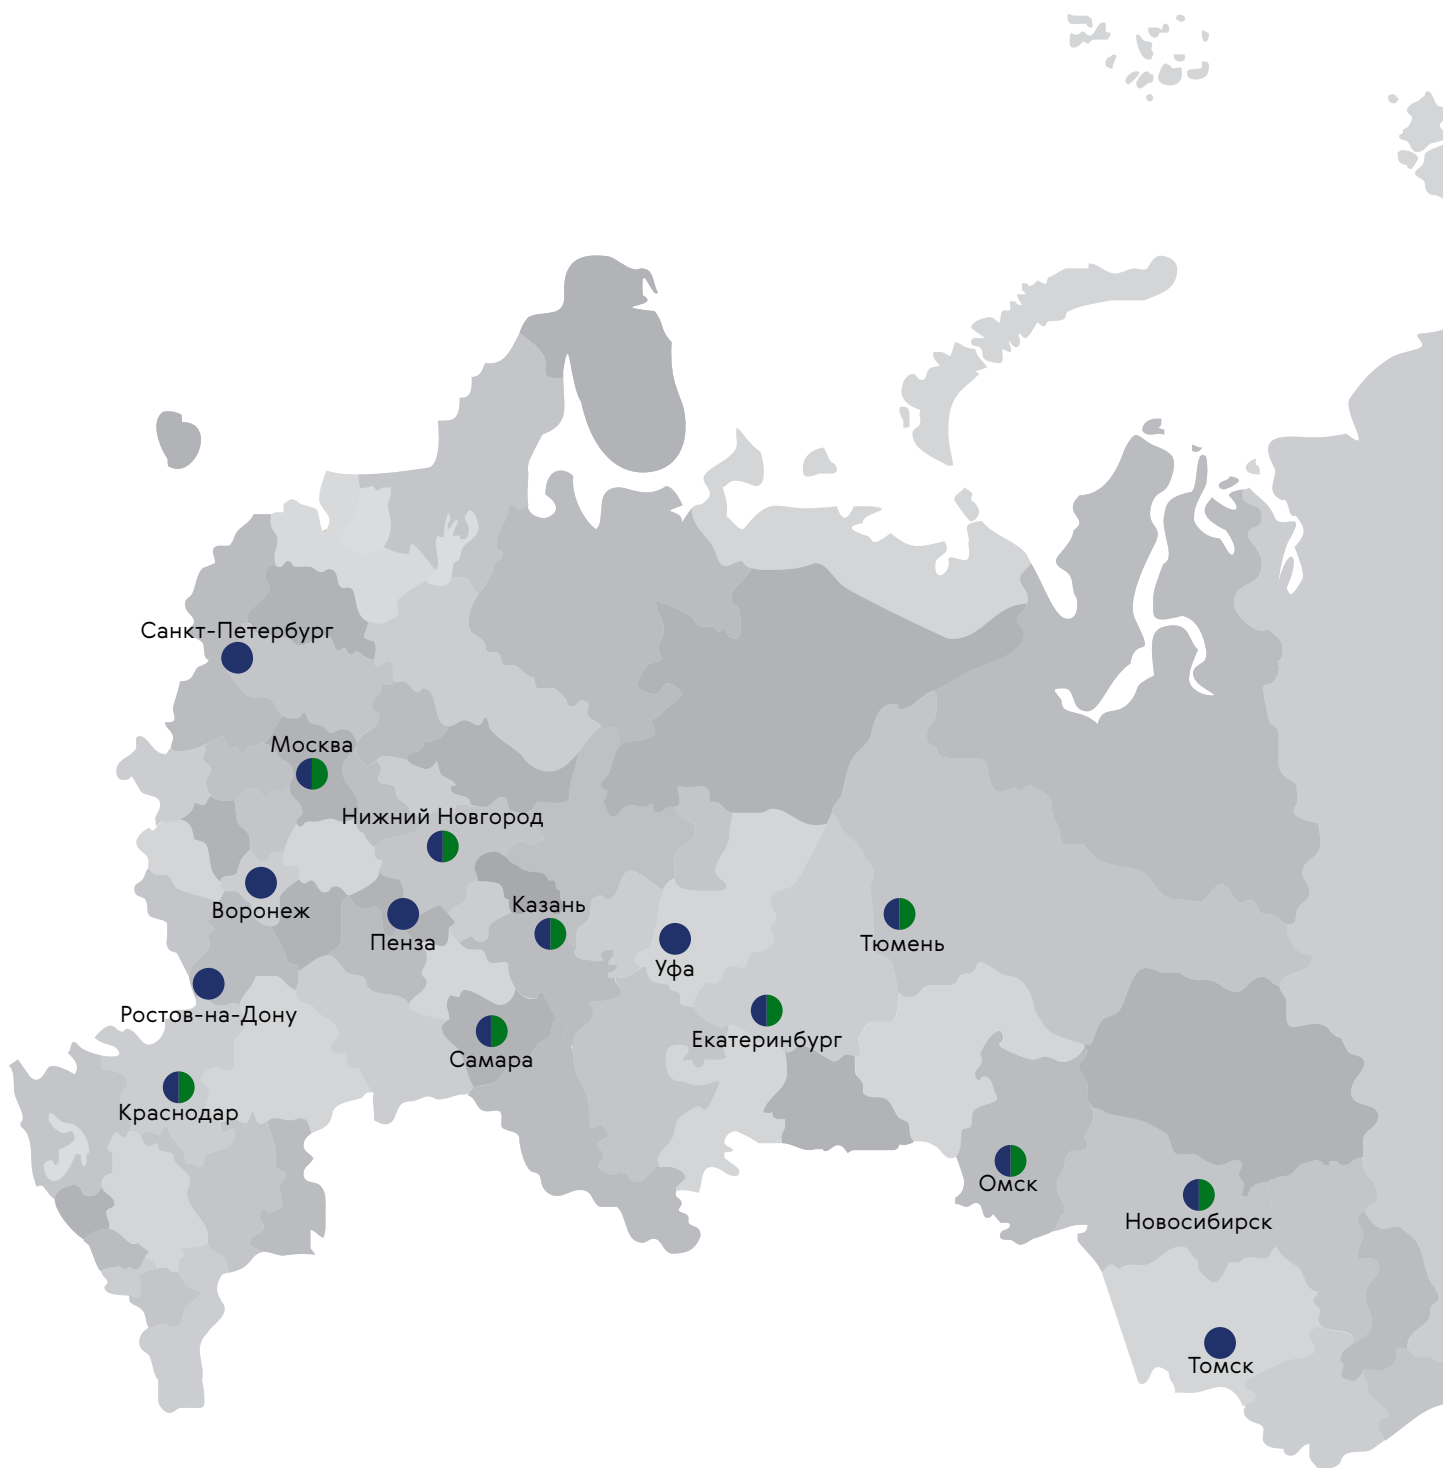 Санкт-Петербург
Москва
Нижний Новгород
Казань
Воронеж
Пенза
Тюмень
Уфа
Ростов-на-Дону
Екатеринбург
Самара
Краснодар
Омск
Новосибирск
Томск